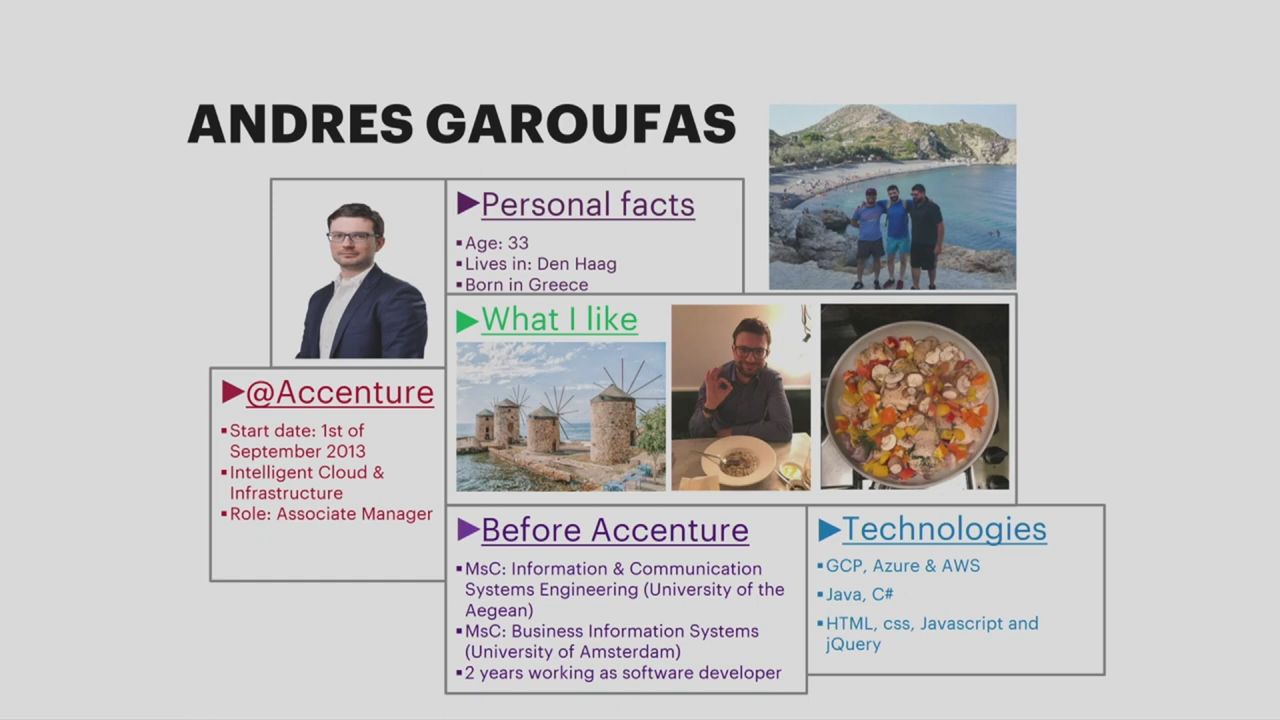 ANDRES GAROUFAS
▶Personal facts
▪Age: 33
▪Lives in: Den Haag
▪Born in Greece
▶What I like
▶@Accenture
▪Start date: 1st of
September 2013
▪Intelligent Cloud &
Infrastructure
▪Role: Associate Manager
▶Before Accenture
▪MsC: Information & Communication
Systems Engineering (University of the
Aegean)
▪MsC: Business Information Systems
(University of Amsterdam)
▪2 years working as software developer
▶Technologies
▪GCP, Azure & AWS
▪Java, C#
▪HTML, css, Javascript and
jQuery